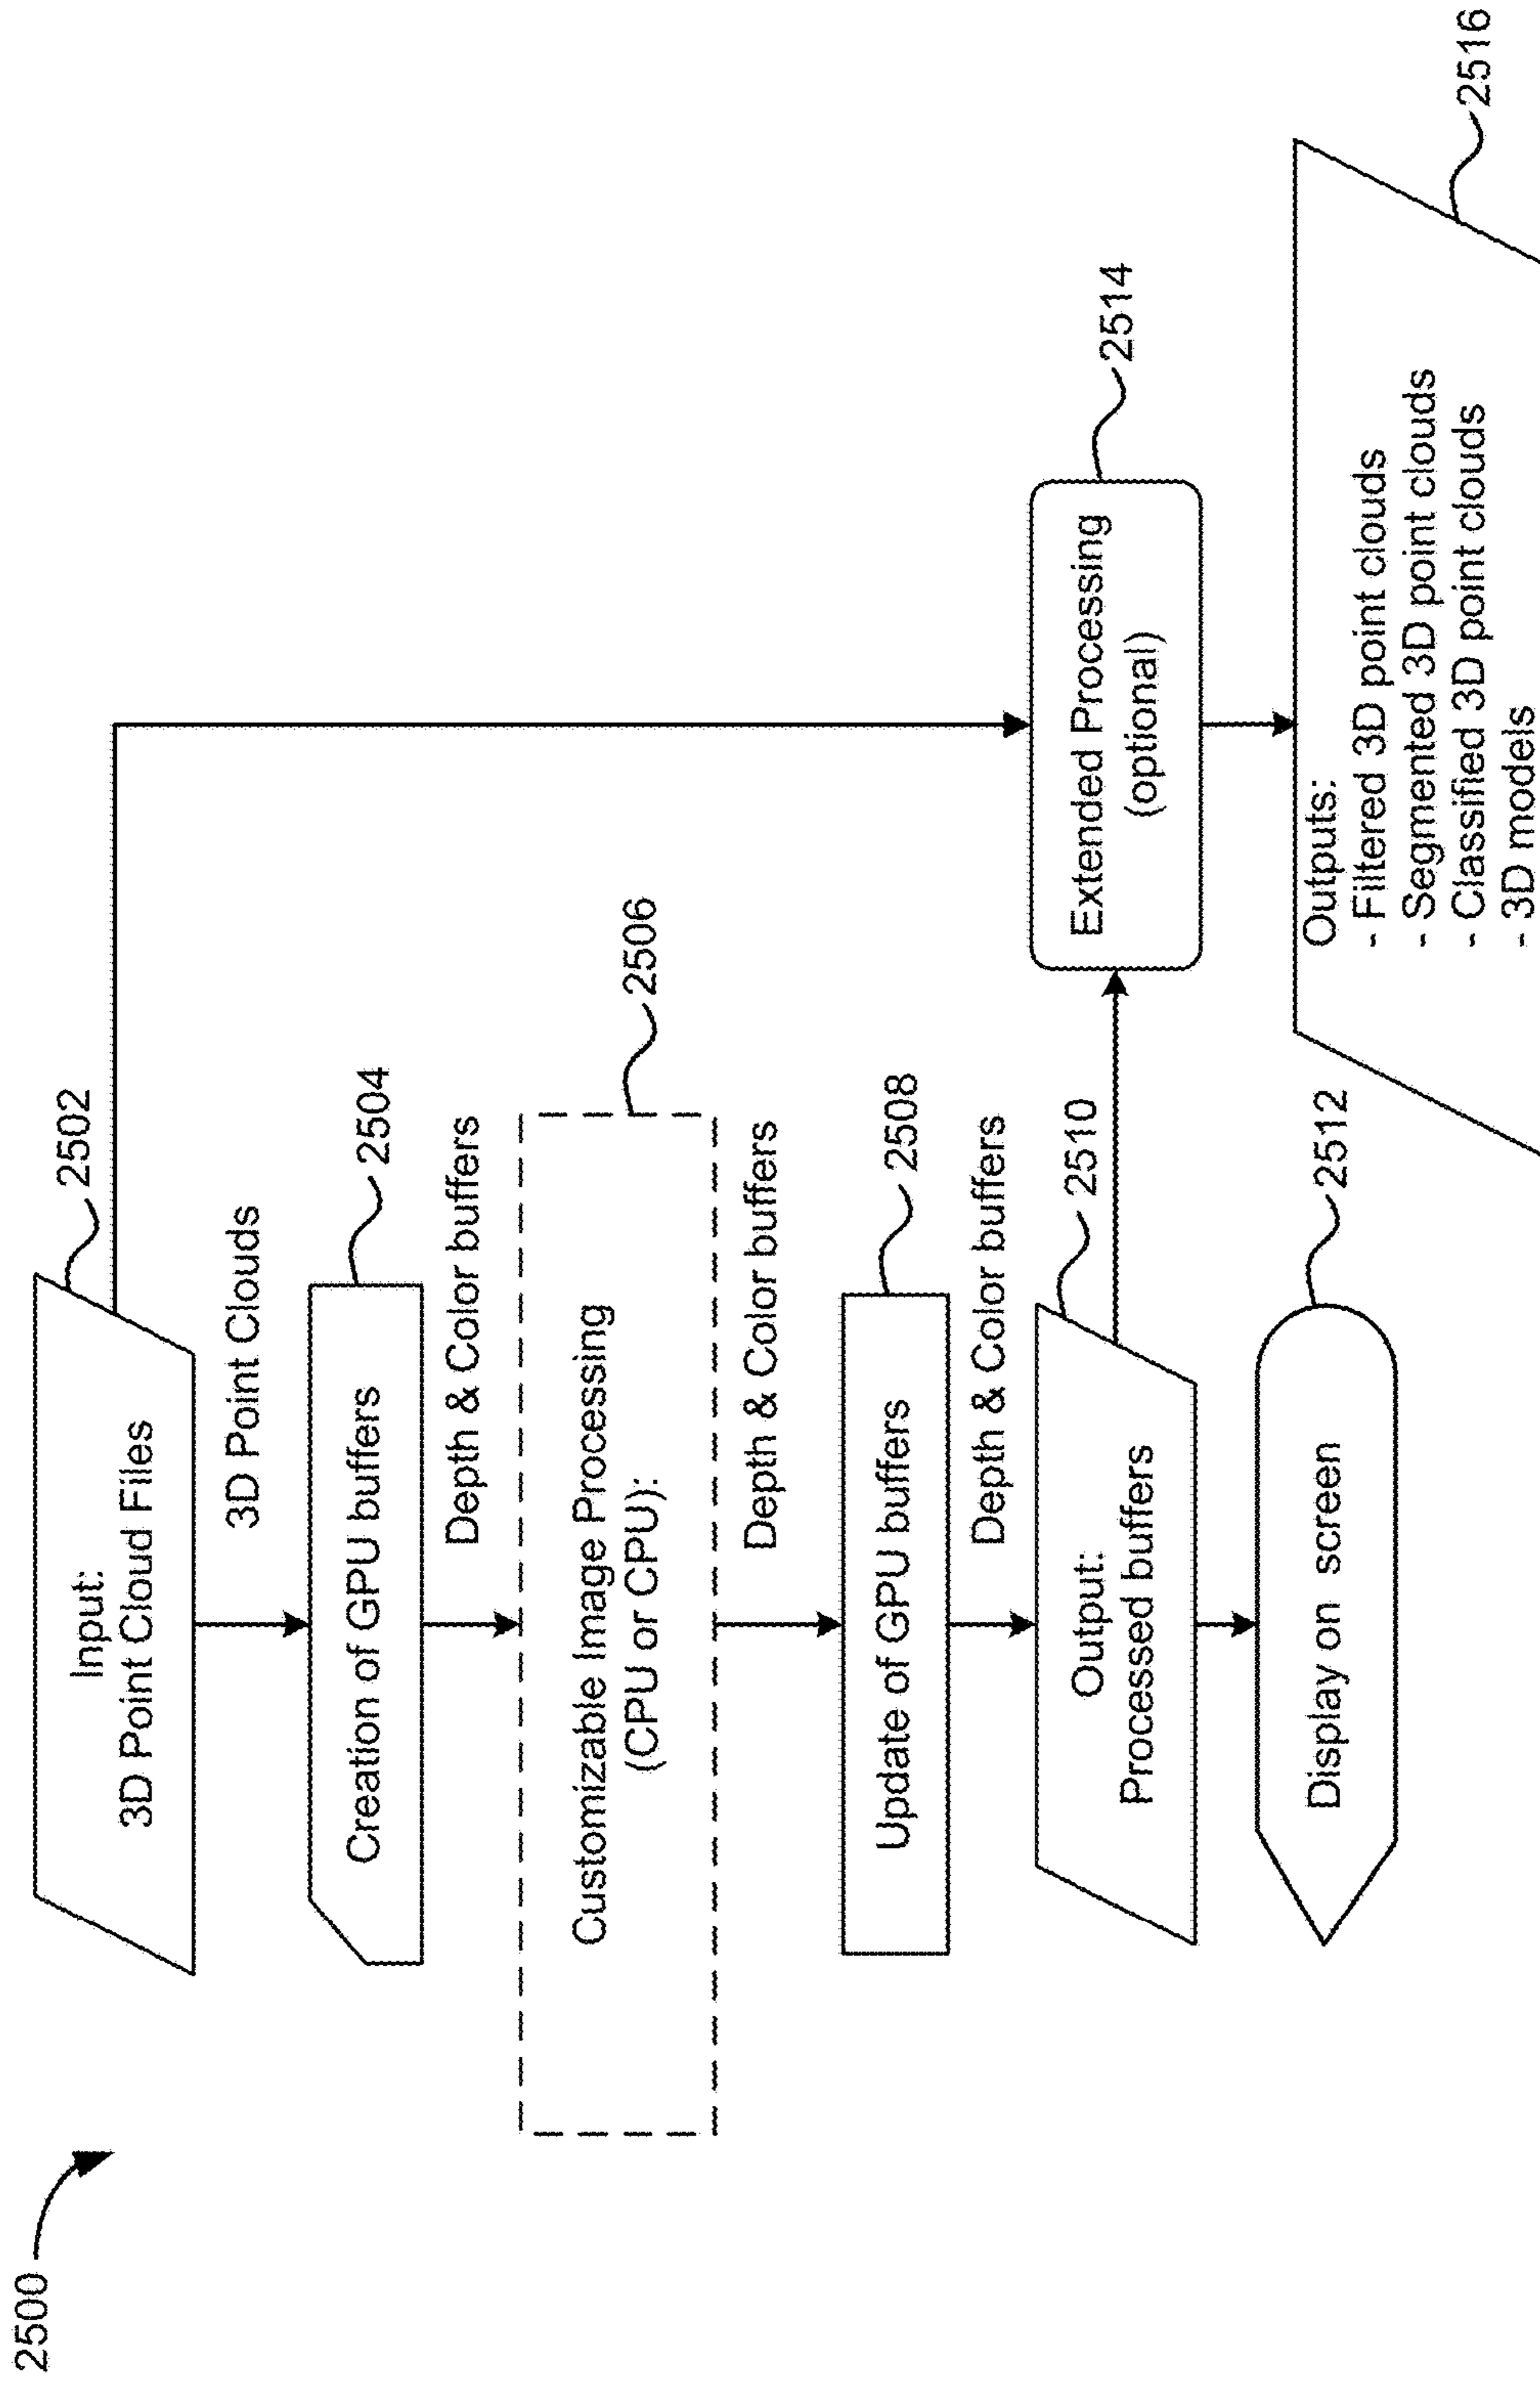 2500
Input:
3D Point Cloud Files
2502
3D Point Clouds
Creation of GPU buffers
2504
Depth & Color buffers
Customizable Image Processing
(CPU or CPU):
2506
Depth & Color buffers
Update of GPU buffers
2508
Depth & Color buffers
Output:
Processed buffers
2510
Display on screen
2512
Extended Processing
(optional)
2514
Outputs:
- Filtered 3D point clouds
- Segmented 3D point clouds
- Classified 3D point clouds
- 3D models
2516